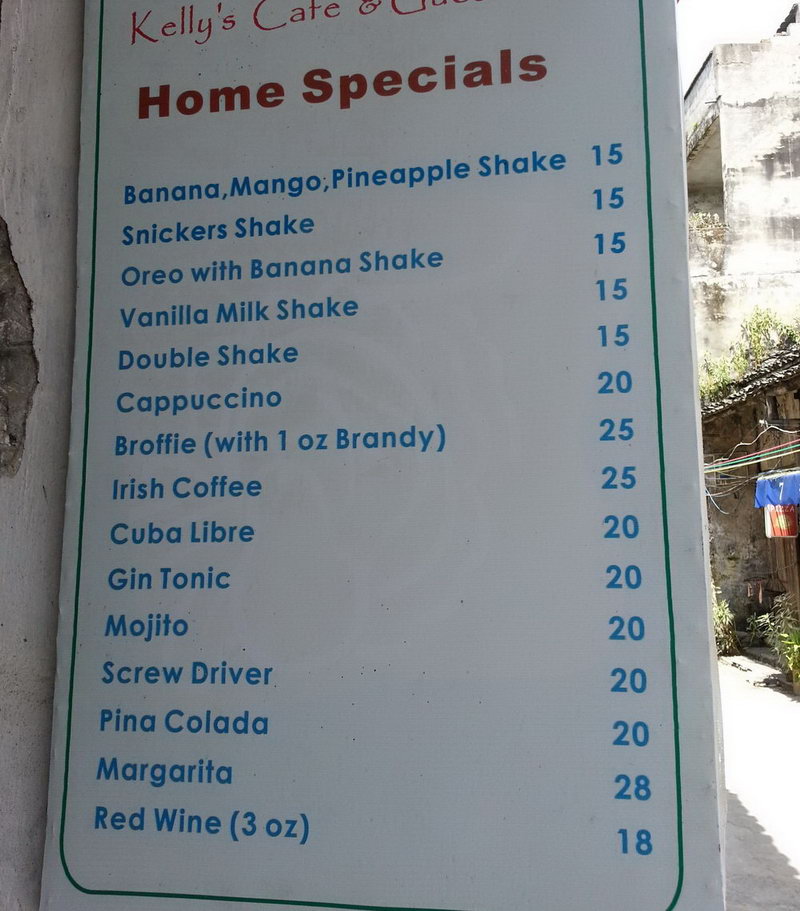 Kelly's Cafe &
Home Specials
Banana,Mango,Pineapple Shake 15
Snickers Shake 15
Oreo with Banana Shake 15
Vanilla Milk Shake 15
Double Shake 15
Cappuccino 20
Broffie (with 1 oz Brandy) 25
Irish Coffee 25
Cuba Libre 20
Gin Tonic 20
Mojito 20
Screw Driver 20
Pina Colada 20
Margarita 28
Red Wine (3 oz) 18
7
PIZZA